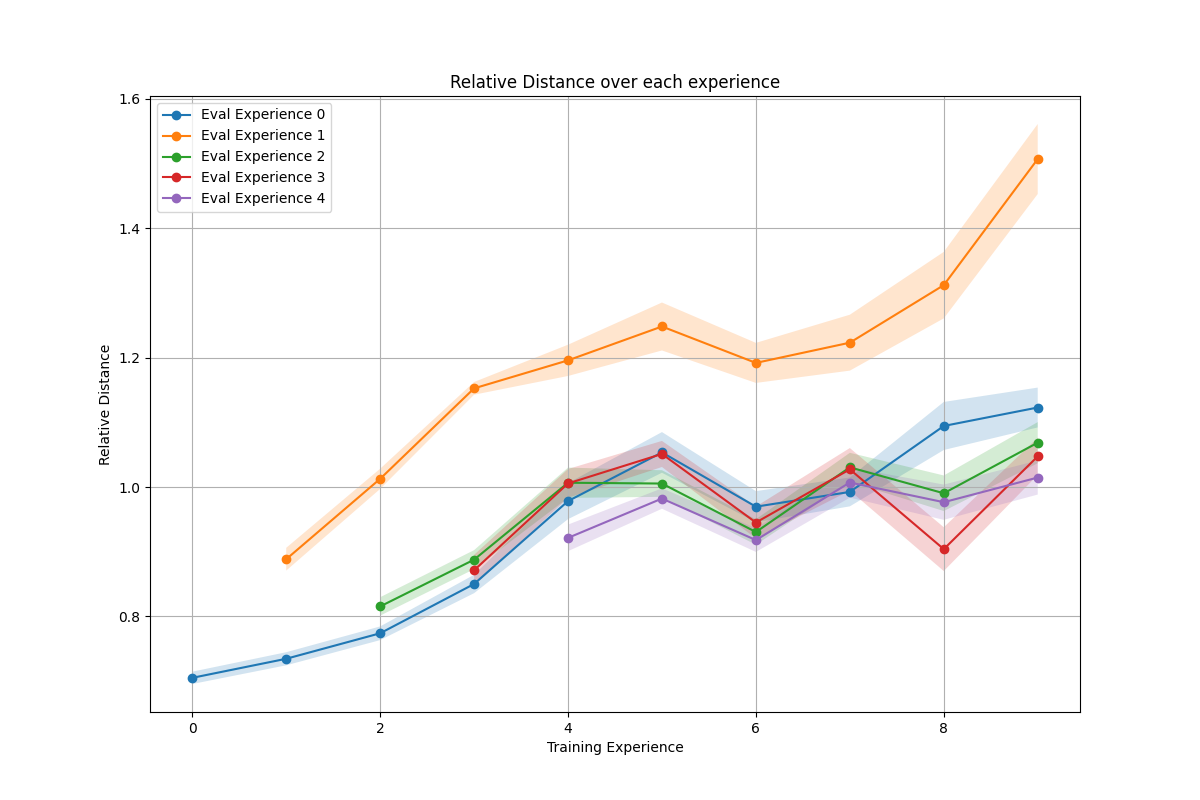 Relative Distance over each experience
1.6
1.4
1.2
1.0
0.8
Relative Distance
Eval Experience 0
Eval Experience 1
Eval Experience 2
Eval Experience 3
Eval Experience 4
0 2 4 6 8
Training Experience